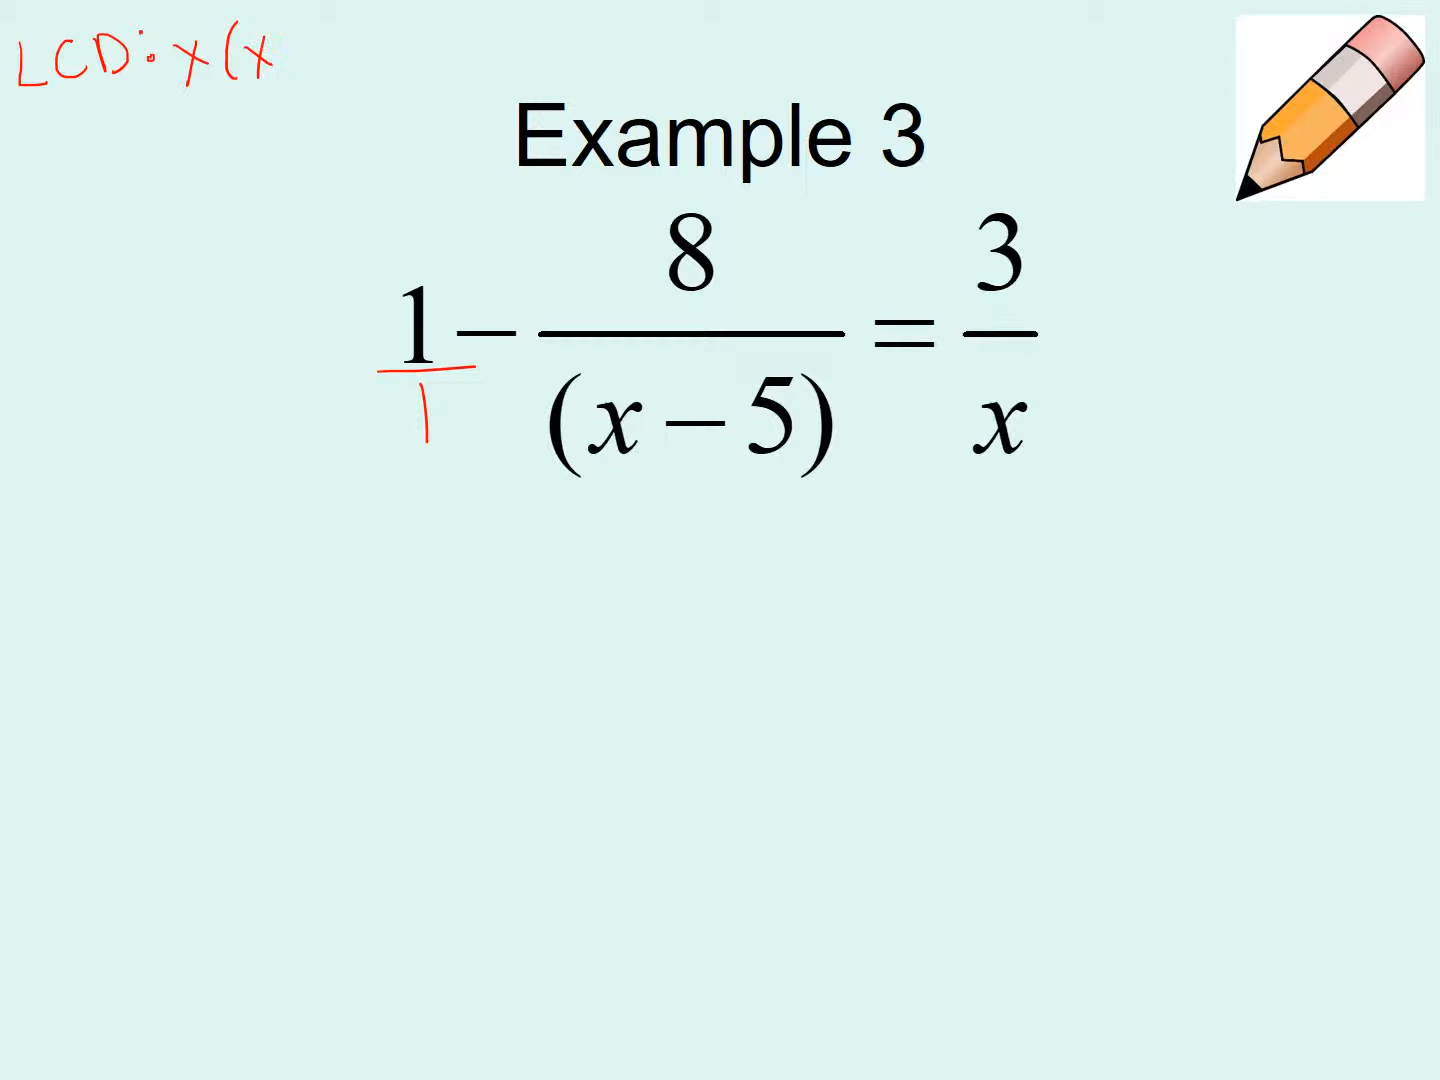 LCD: x(x
Example 3
1/1 − 8/(x − 5) = 3/x